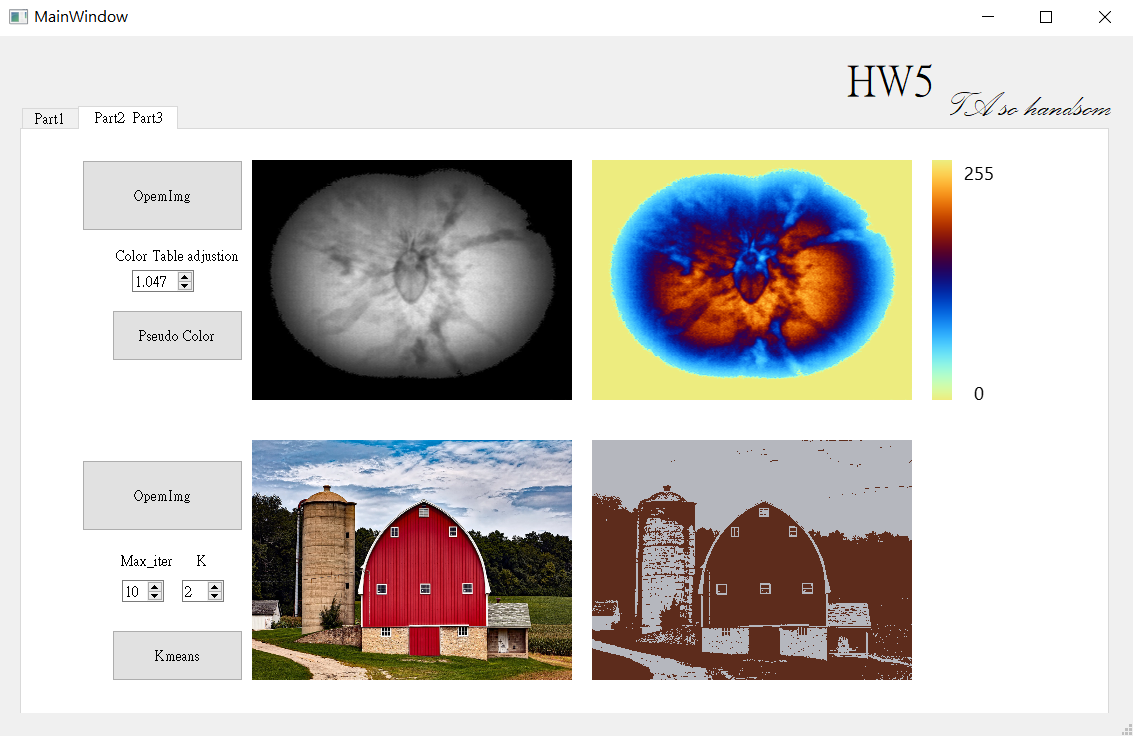 MainWindow
HW5
TA so handsom
Part1
Part2 Part3
OpemImg
255
Color Table adjustion
1.047
Pseudo Color
0
OpemImg
Max_iter K
10 2
Kmeans